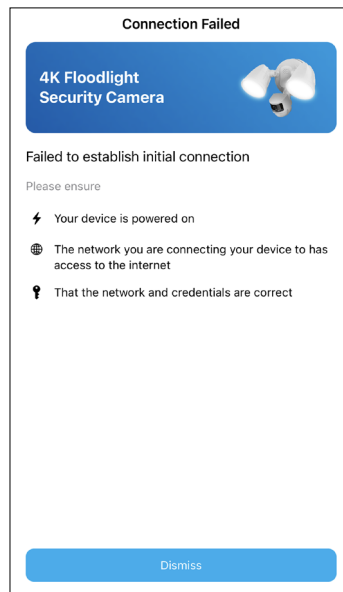 Connection Failed
4K Floodlight
Security Camera
Failed to establish initial connection
Please ensure
Your device is powered on
The network you are connecting your device to has
access to the internet
That the network and credentials are correct
Dismiss